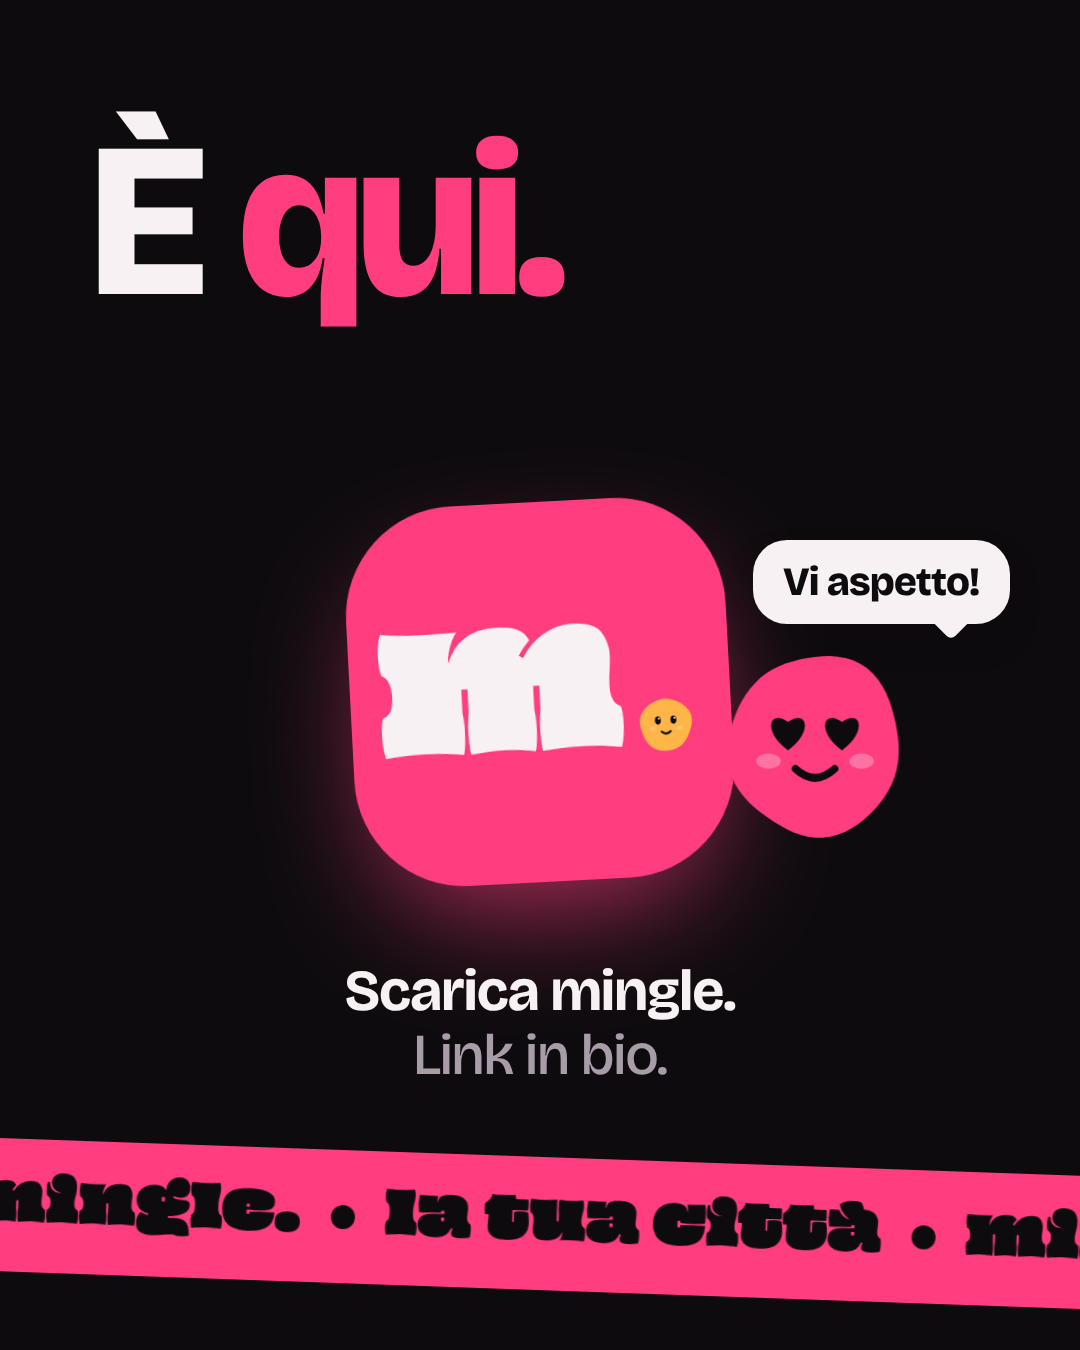 È qui.
Vi aspetto!
m.
Scarica mingle.
Link in bio.
mingle. • la tua città • mi